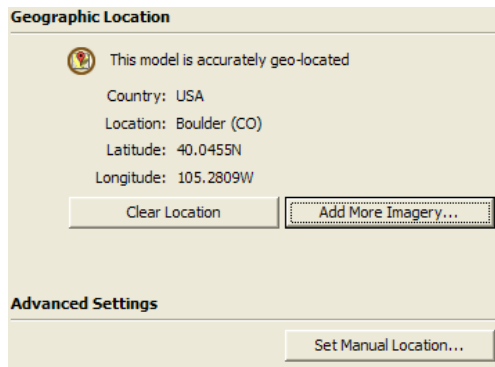 Geographic Location
This model is accurately geo-located
Country: USA
Location: Boulder (CO)
Latitude: 40.0455N
Longitude: 105.2809W
Clear Location Add More Imagery...
Advanced Settings
Set Manual Location...